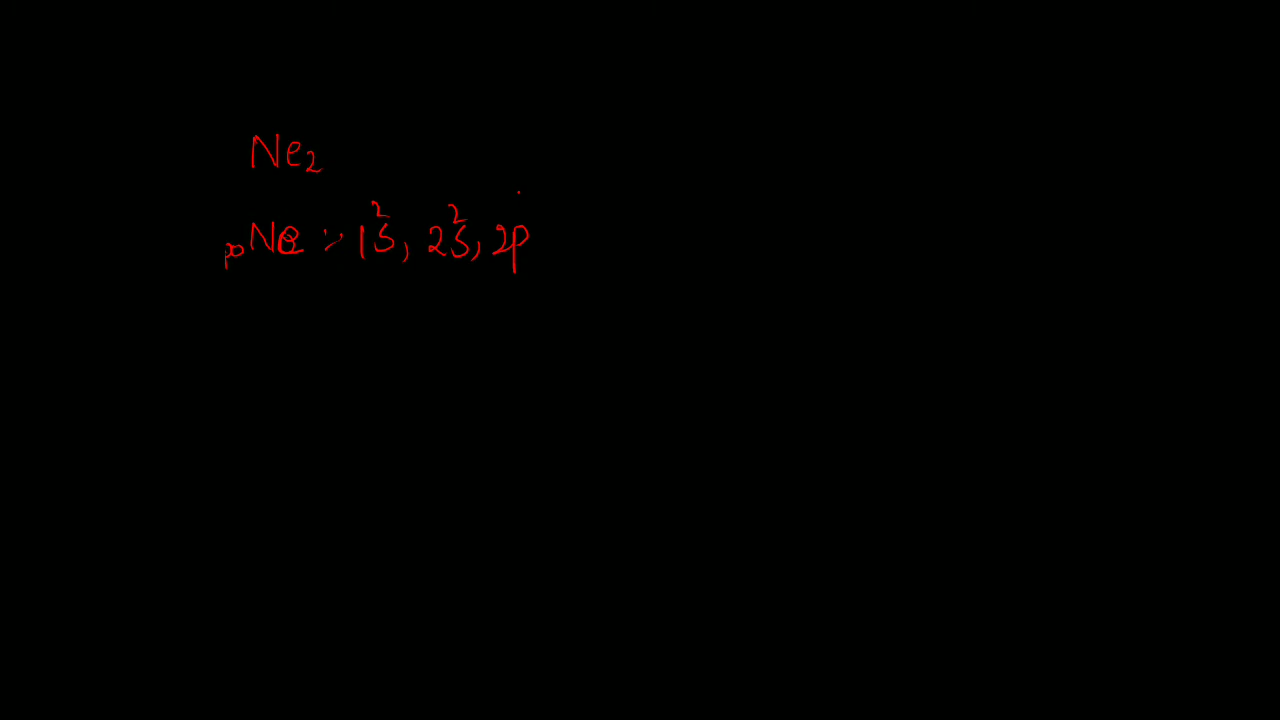 Ne₂
₁₀Ne :- 1s², 2s², 2p